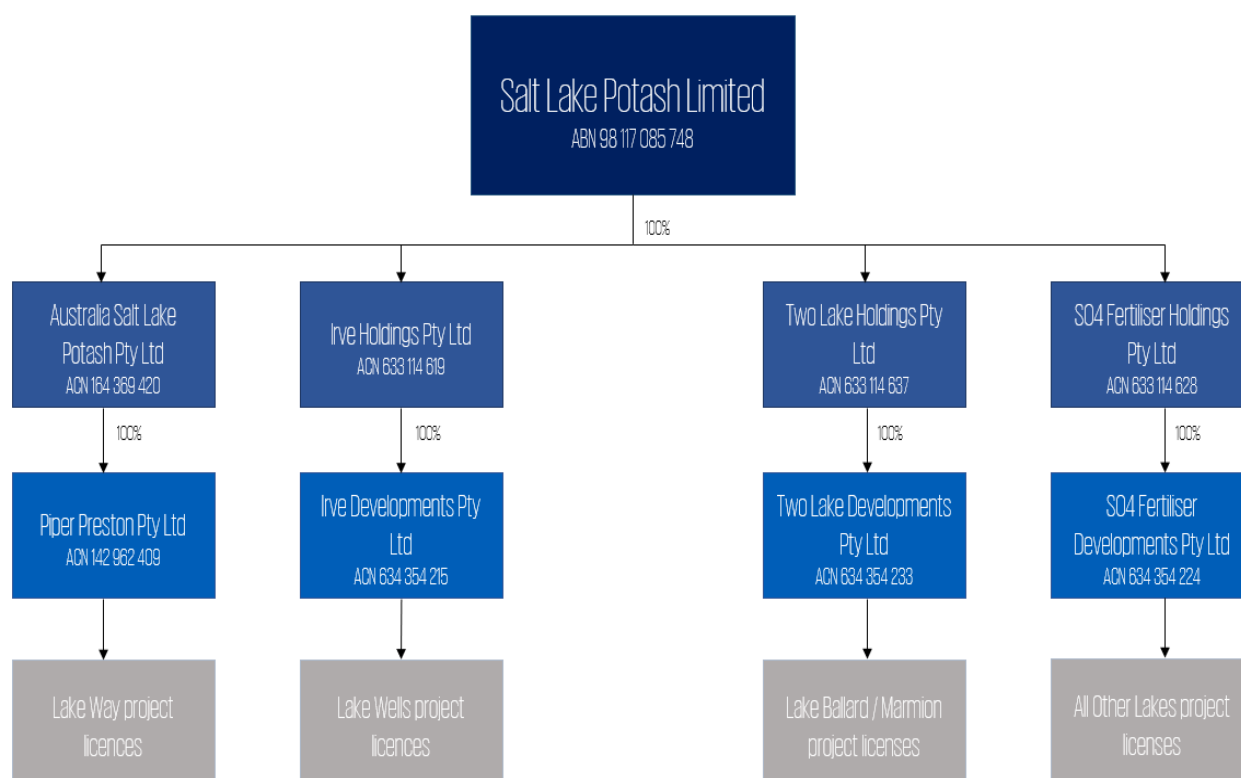 Salt Lake Potash Limited
ABN 98 117 085 748
100%
Australia Salt Lake
Potash Pty Ltd
ACN 164 369 420
Irve Holdings Pty Ltd
ACN 633 114 619
Two Lake Holdings Pty
Ltd
ACN 633 114 637
SO4 Fertiliser Holdings
Pty Ltd
ACN 633 114 628
100%
100%
100%
100%
Piper Preston Pty Ltd
ACN 142 962 409
Irve Developments Pty
Ltd
ACN 634 354 215
Two Lake Developments
Pty Ltd
ACN 634 354 233
SO4 Fertiliser
Developments Pty Ltd
ACN 634 354 224
Lake Way project
licences
Lake Wells project
licences
Lake Ballard / Marmion
project licenses
All Other Lakes project
licenses